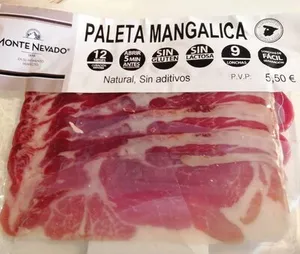 MONTE NEVADO
PALETA MANGALICA
12
MESES
ABRIR
5 MIN
ANTES
SIN
GLUTEN
SIN
LACTOSA
9
LONCHAS
FÁCIL
Natural, Sin aditivos
P.V.P.
5,50 €